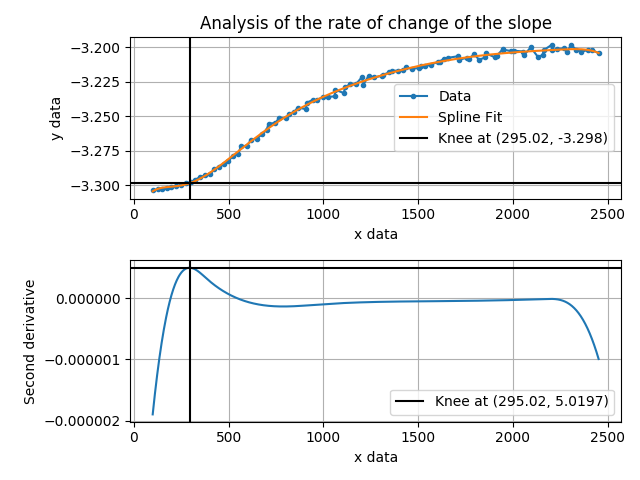 Analysis of the rate of change of the slope
−3.200
−3.225
−3.250
−3.275
−3.300
y data
Data
Spline Fit
Knee at (295.02, -3.298)
0 500 1000 1500 2000 2500
x data
0.000000
−0.000001
−0.000002
Second derivative
Knee at (295.02, 5.0197)
0 500 1000 1500 2000 2500
x data